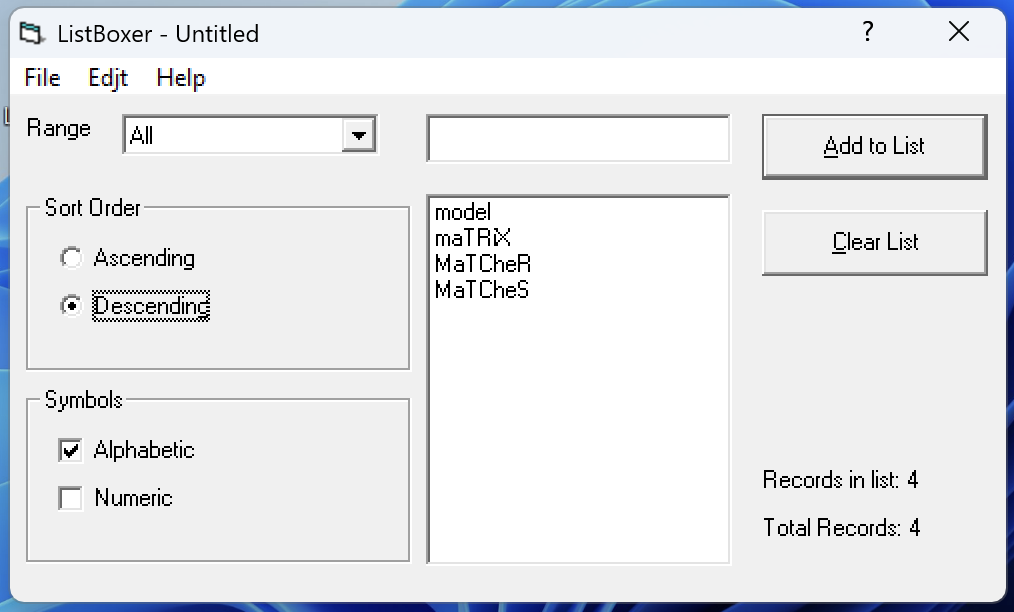 ListBoxer - Untitled
?
File Edjt Help
Range
All
Add to List
Sort Order
Ascending
Descending
model
maTRiX
MaTCheR
MaTCheS
Clear List
Symbols
Alphabetic
Numeric
Records in list: 4
Total Records: 4